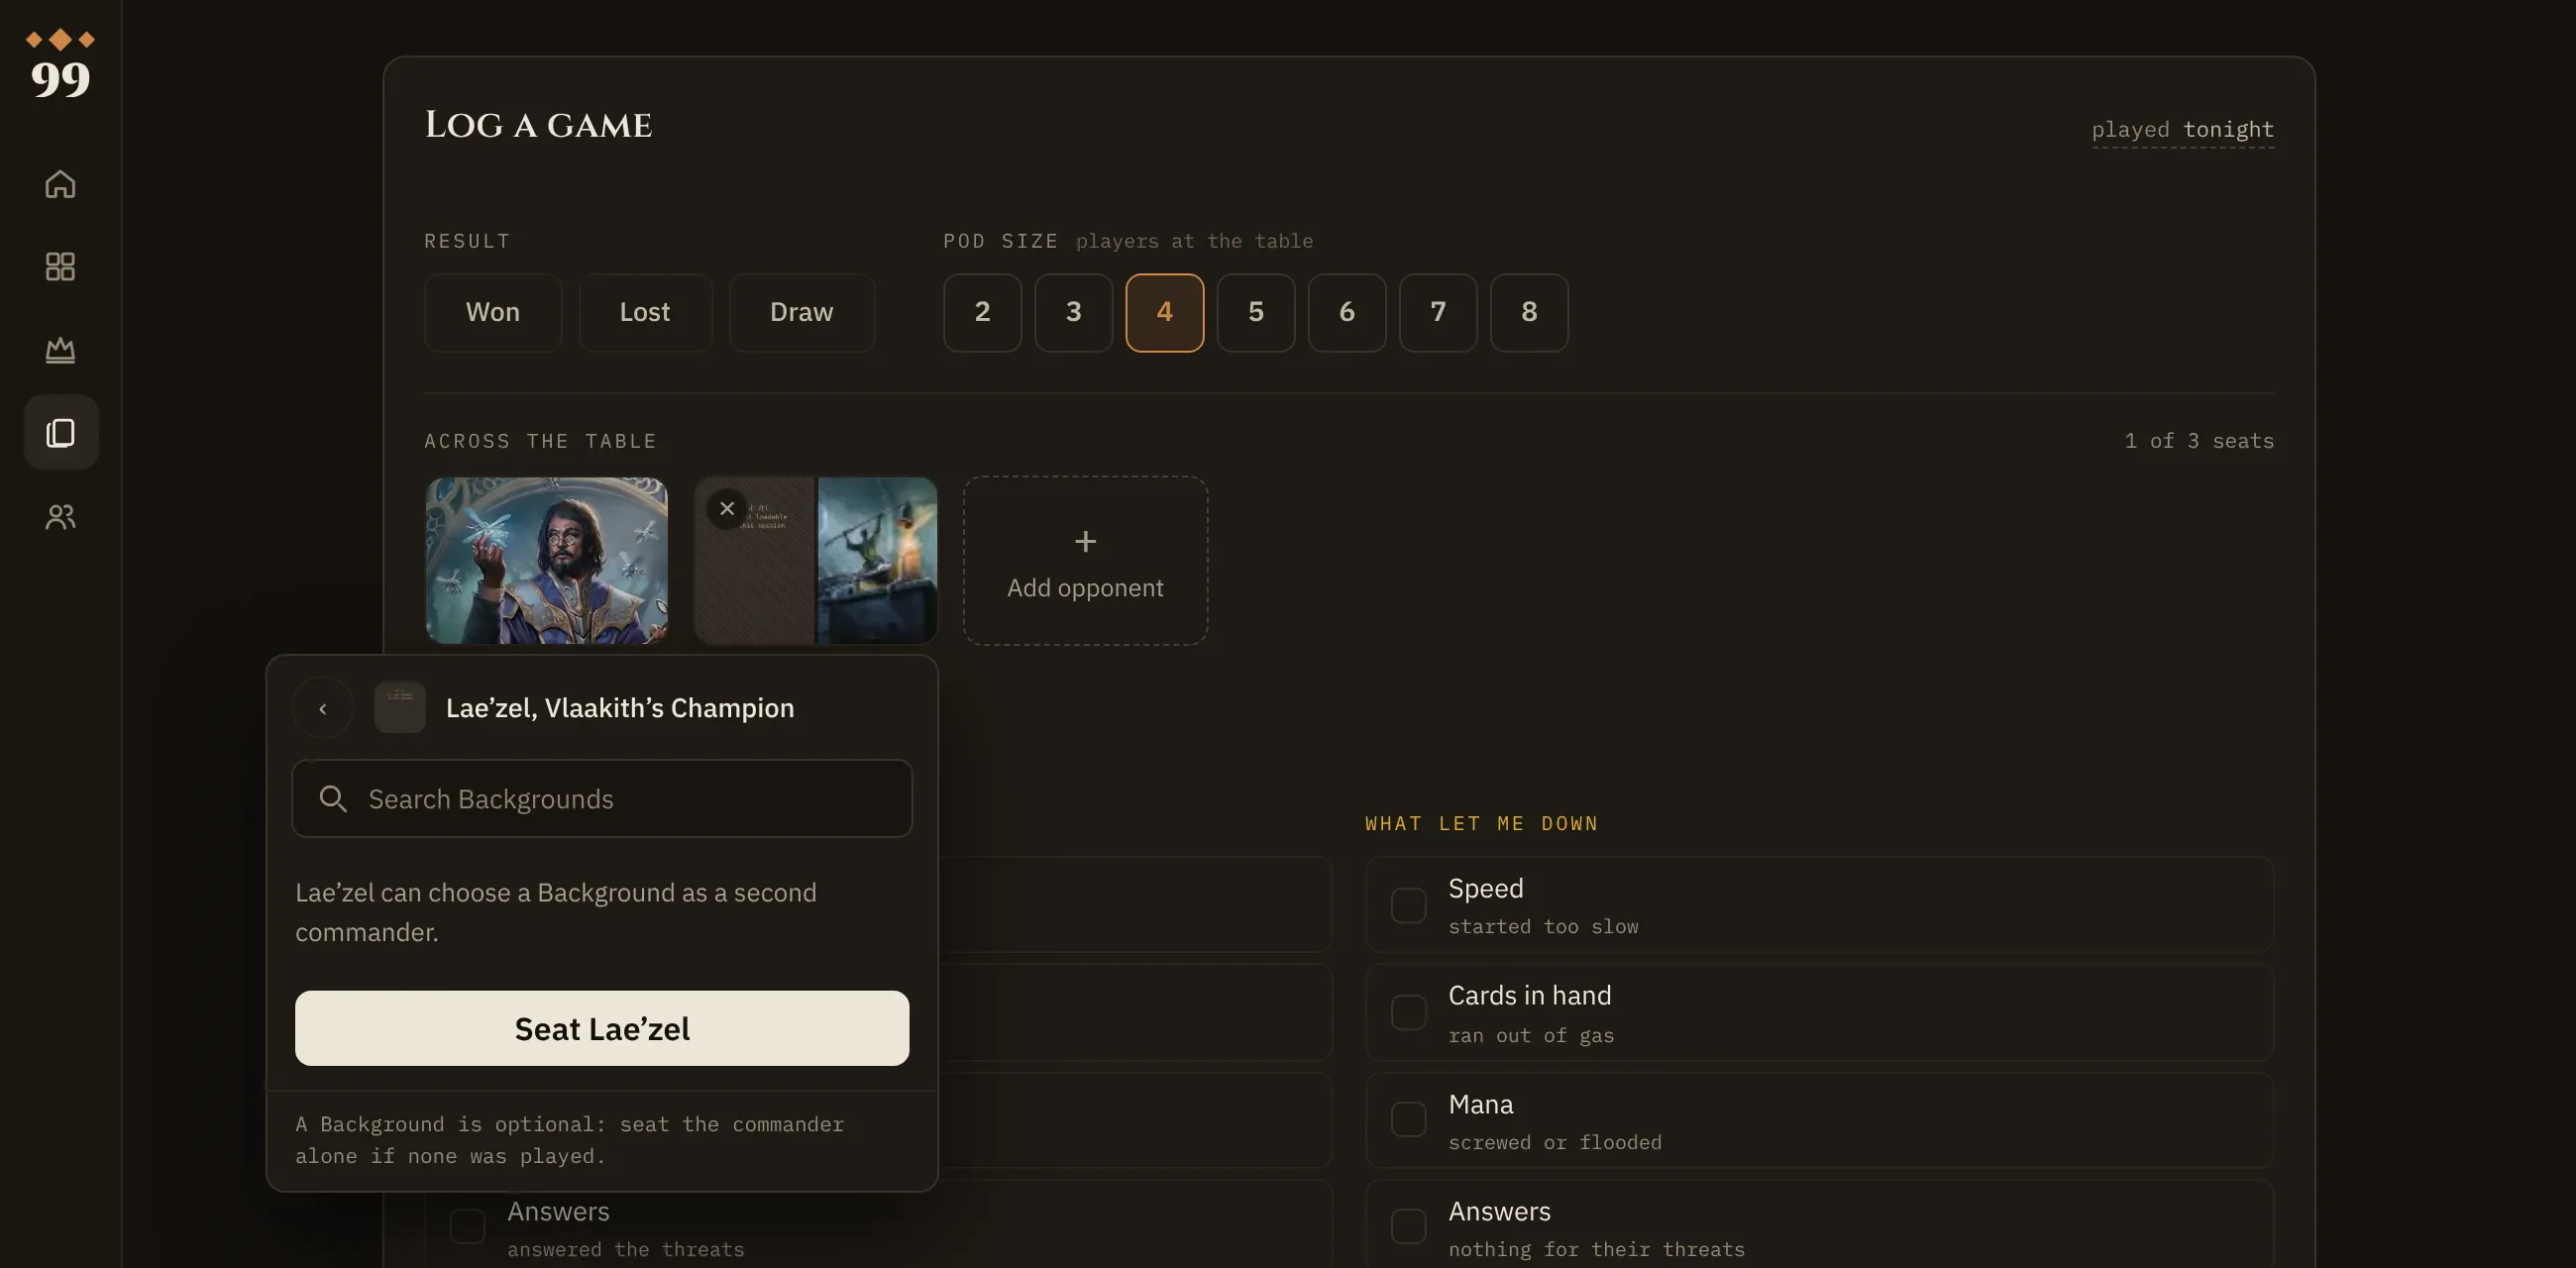 99
Log a game
played tonight
RESULT
POD SIZE players at the table
Won
Lost
Draw
2
3
4
5
6
7
8
ACROSS THE TABLE
1 of 3 seats
loadable
session
+
Add opponent
Lae’zel, Vlaakith’s Champion
Search Backgrounds
Lae’zel can choose a Background as a second
commander.
Seat Lae’zel
A Background is optional: seat the commander
alone if none was played.
Answers
answered the threats
WHAT LET ME DOWN
Speed
started too slow
Cards in hand
ran out of gas
Mana
screwed or flooded
Answers
nothing for their threats